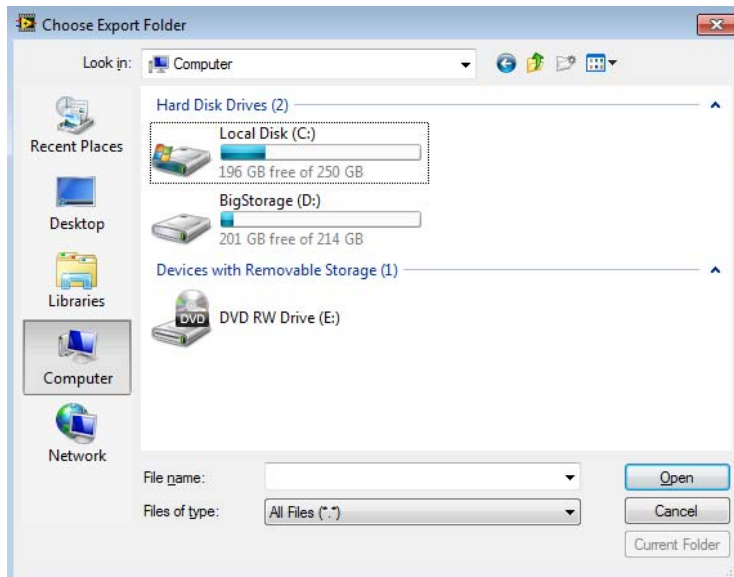 Choose Export Folder
Look in: Computer
Recent Places
Desktop
Libraries
Computer
Network
Hard Disk Drives (2)
Local Disk (C:)
196 GB free of 250 GB
BigStorage (D:)
201 GB free of 214 GB
Devices with Removable Storage (1)
DVD
DVD RW Drive (E:)
File name:
Open
Files of type: All Files (*.*)
Cancel
Current Folder